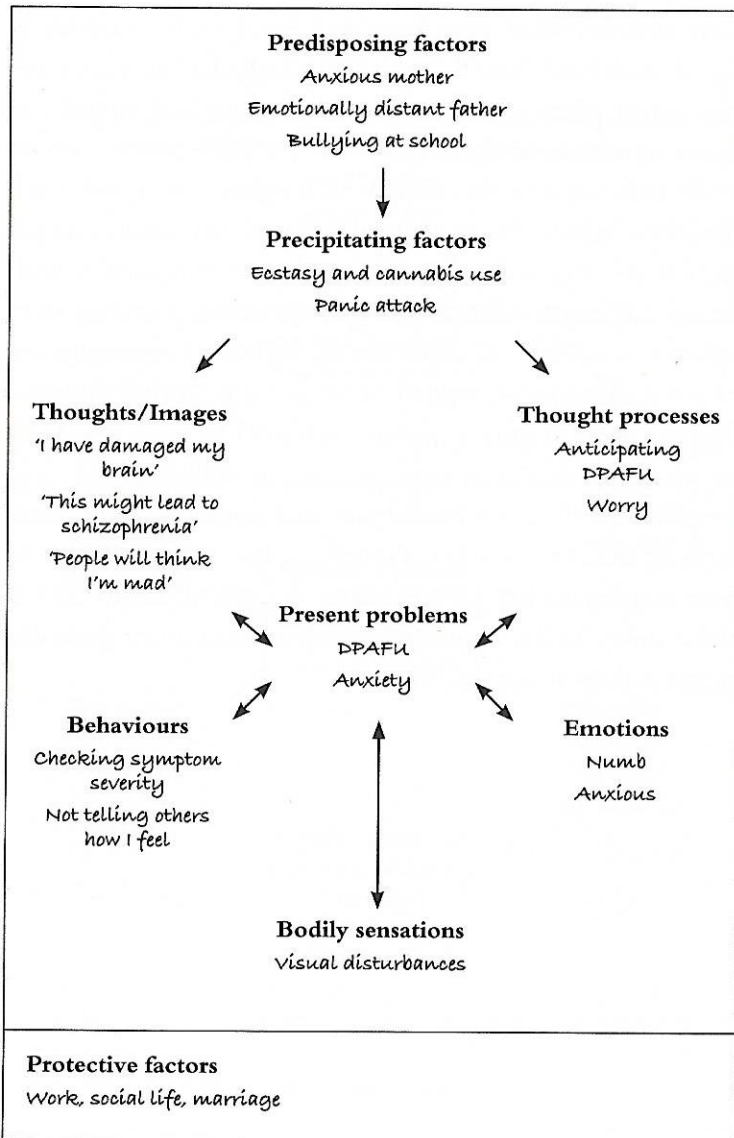 Predisposing factors
Anxious mother
Emotionally distant father
Bullying at school
Precipitating factors
Ecstasy and cannabis use
Panic attack
Thoughts/Images
'I have damaged my
brain'
'This might lead to
schizophrenia'
'People will think
I'm mad'
Thought processes
Anticipating
DPAFU
Worry
Present problems
DPAFU
Anxiety
Behaviours
Checking symptom
severity
Not telling others
how I feel
Emotions
Numb
Anxious
Bodily sensations
Visual disturbances
Protective factors
Work, social life, marriage